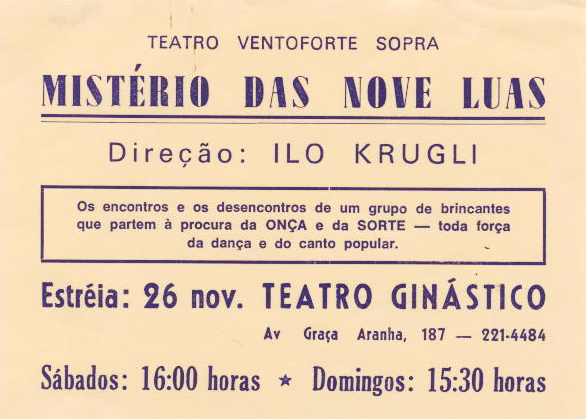 TEATRO VENTOFORTE SOPRA
MISTÉRIO DAS NOVE LUAS
Direção: ILO KRUGLI
Os encontros e os desencontros de um grupo de brincantes
que partem à procura da ONÇA e da SORTE — toda força
da dança e do canto popular.
Estréia: 26 nov. TEATRO GINÁSTICO
Av Graça Aranha, 187 — 221-4484
Sábados: 16:00 horas ★ Domingos: 15:30 horas